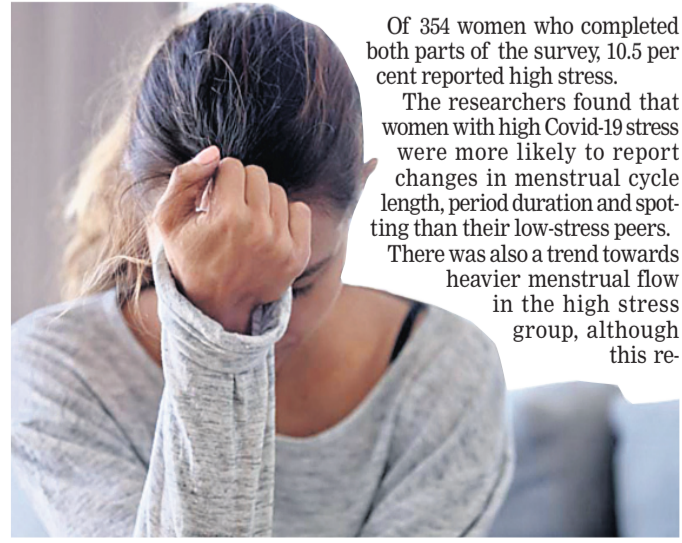 Of 354 women who completed
both parts of the survey, 10.5 per
cent reported high stress.
The researchers found that
women with high Covid-19 stress
were more likely to report
changes in menstrual cycle
length, period duration and spot-
ting than their low-stress peers.
There was also a trend towards
heavier menstrual flow
in the high stress
group, although
this re-